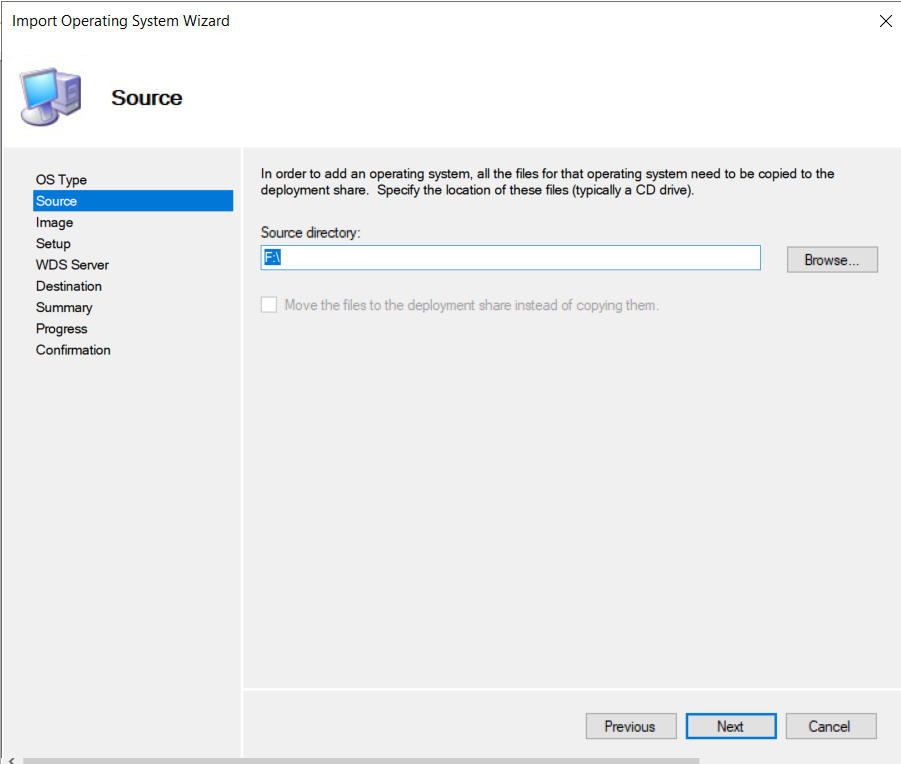 Import Operating System Wizard
Source
OS Type
Source
Image
Setup
WDS Server
Destination
Summary
Progress
Confirmation
In order to add an operating system, all the files for that operating system need to be copied to the
deployment share.  Specify the location of these files (typically a CD drive).
Source directory:
F:\
Browse...
Move the files to the deployment share instead of copying them.
Previous
Next
Cancel